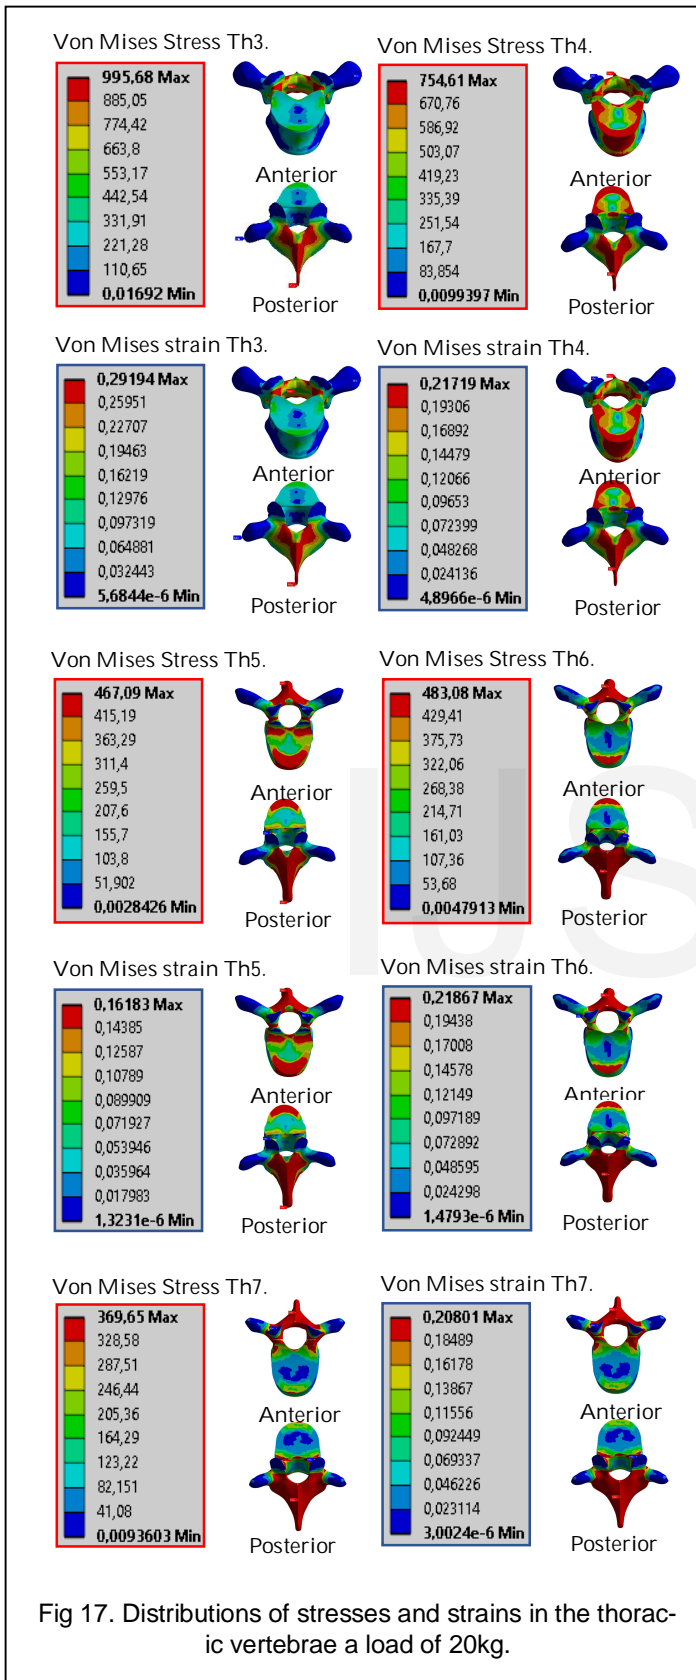 Von Mises Stress Th3.
995,68 Max
885,05
774,42
663,8
553,17
442,54
331,91
221,28
110,65
0,01692 Min
Anterior
Posterior
Von Mises Stress Th4.
754,61 Max
670,76
586,92
503,07
419,23
335,39
251,54
167,7
83,854
0,0099397 Min
Anterior
Posterior
Von Mises strain Th3.
0,29194 Max
0,25951
0,22707
0,19463
0,16219
0,12976
0,097319
0,064881
0,032443
5,6844e-6 Min
Anterior
Posterior
Von Mises strain Th4.
0,21719 Max
0,19306
0,16892
0,14479
0,12066
0,09653
0,072399
0,048268
0,024136
4,8966e-6 Min
Anterior
Posterior
Von Mises Stress Th5.
467,09 Max
415,19
363,29
311,4
259,5
207,6
155,7
103,8
51,902
0,0028426 Min
Anterior
Posterior
Von Mises Stress Th6.
483,08 Max
429,41
375,73
322,06
268,38
214,71
161,03
107,36
53,68
0,0047913 Min
Anterior
Posterior
IJS
Von Mises strain Th5.
0,16183 Max
0,14385
0,12587
0,10789
0,089909
0,071927
0,053946
0,035964
0,017983
1,3231e-6 Min
Anterior
Posterior
Von Mises strain Th6.
0,21867 Max
0,19438
0,17008
0,14578
0,12149
0,097189
0,072892
0,048595
0,024298
1,4793e-6 Min
Anterior
Posterior
Von Mises Stress Th7.
369,65 Max
328,58
287,51
246,44
205,36
164,29
123,22
82,151
41,08
0,0093603 Min
Anterior
Posterior
Von Mises strain Th7.
0,20801 Max
0,18489
0,16178
0,13867
0,11556
0,092449
0,069337
0,046226
0,023114
3,0024e-6 Min
Anterior
Posterior
Fig 17. Distributions of stresses and strains in the thorac-
ic vertebrae a load of 20kg.